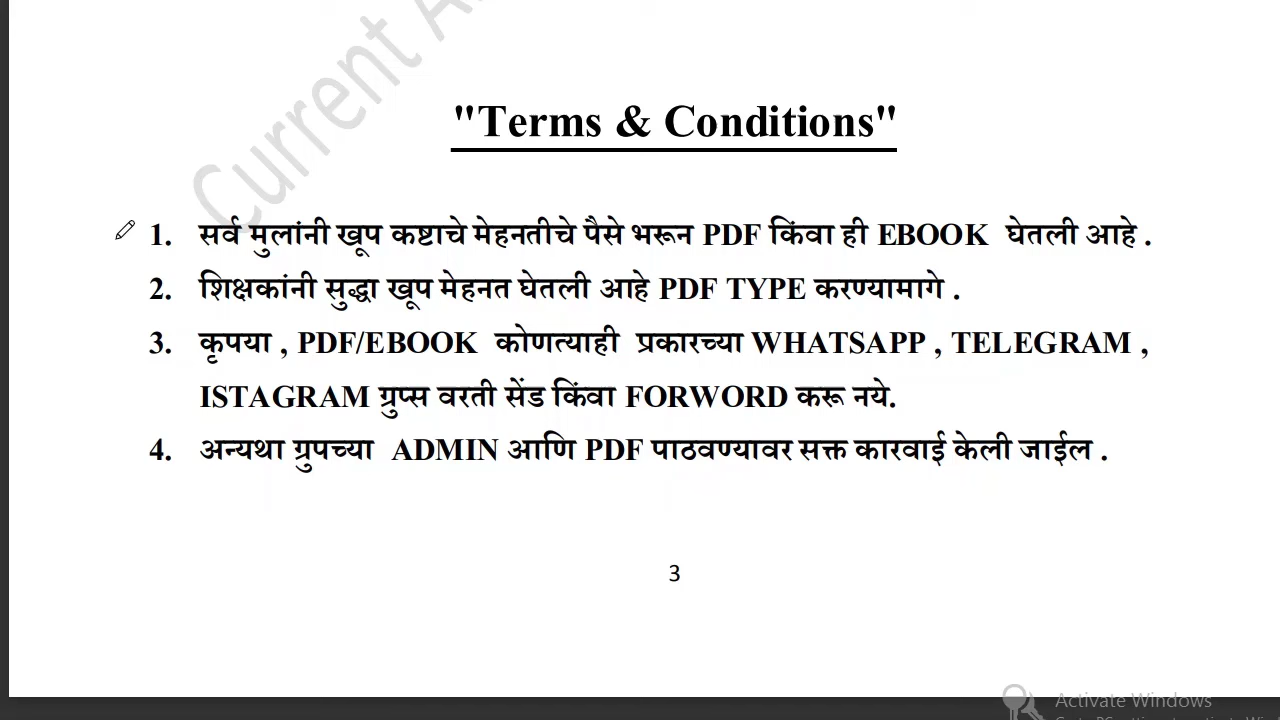 Current
"Terms & Conditions"
1. सर्व मुलांनी खूप कष्टाचे मेहनतीचे पैसे भरून PDF किंवा ही EBOOK घेतली आहे .
2. शिक्षकांनी सुद्धा खूप मेहनत घेतली आहे PDF TYPE करण्यामागे .
3. कृपया , PDF/EBOOK कोणत्याही प्रकारच्या WHATSAPP , TELEGRAM ,
ISTAGRAM ग्रुप्स वरती सेंड किंवा FORWORD करू नये.
4. अन्यथा ग्रुपच्या ADMIN आणि PDF पाठवण्यावर सक्त कारवाई केली जाईल .
3
Activate Windows